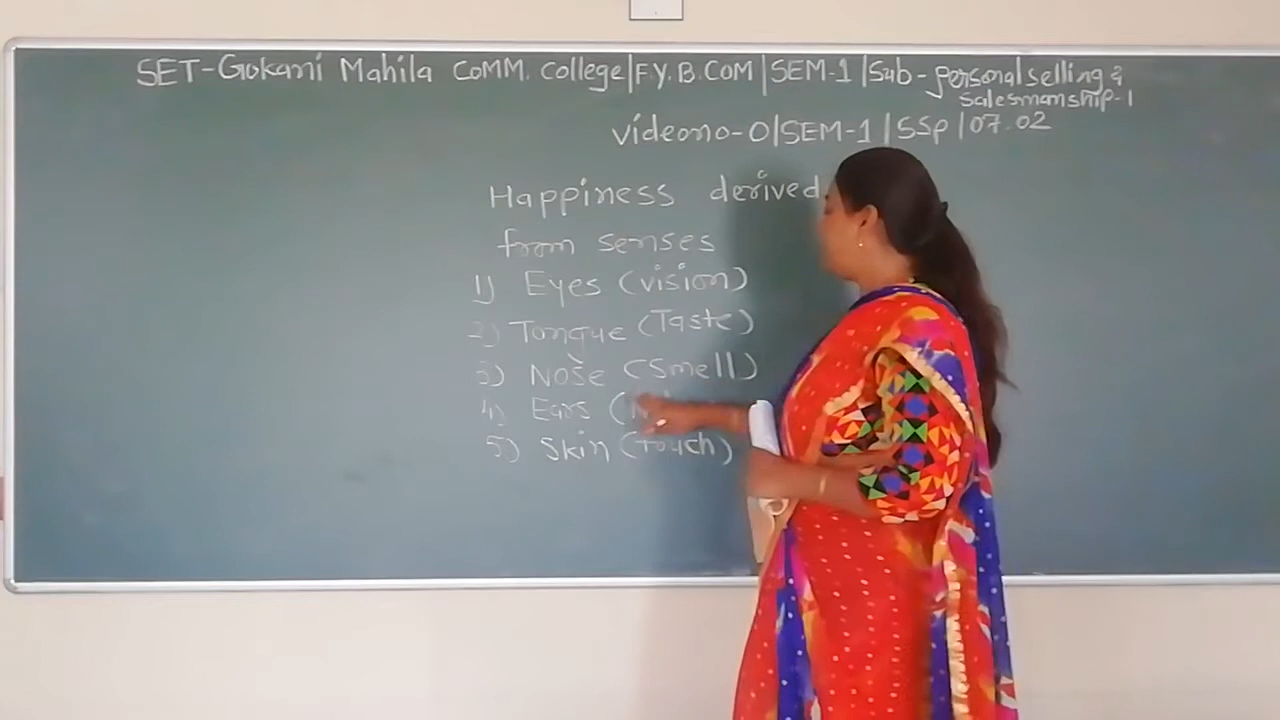 SET-Gokani Mahila COMM. College|F.Y.B.COM|SEM-1|Sub-personal selling &
salesmanship-1
videono-0|SEM-1|SSP|07.02
Happiness derived
from senses
1) Eyes (vision)
2) Tongue (Taste)
3) Nose (Smell)
4) Ears (
5) Skin (Touch)